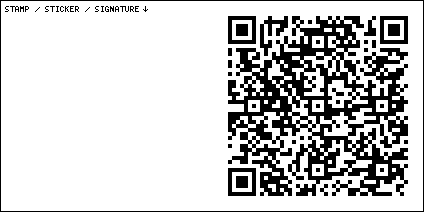 STAMP / STICKER / SIGNATURE ↓